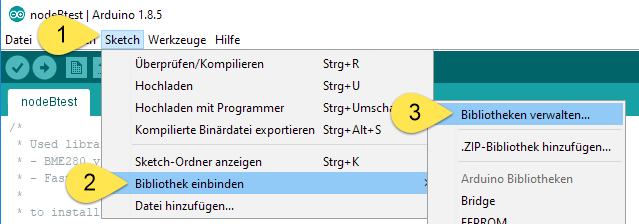 nodeBtest | Arduino 1.8.5
1
Datei Sketch Werkzeuge Hilfe
Überprüfen/Kompilieren Strg+R
Hochladen Strg+U
nodeBtest
Hochladen mit Programmer
3
Bibliotheken verwalten...
/*
Kompilierte Binärdatei exportieren Strg+Alt+S
* Used
.ZIP-Bibliothek hinzufügen...
* - BME280
Sketch-Ordner anzeigen Strg+K
* -
2
Bibliothek einbinden
Arduino Bibliotheken
*
Datei hinzufügen...
Bridge
* to install
EEPROM